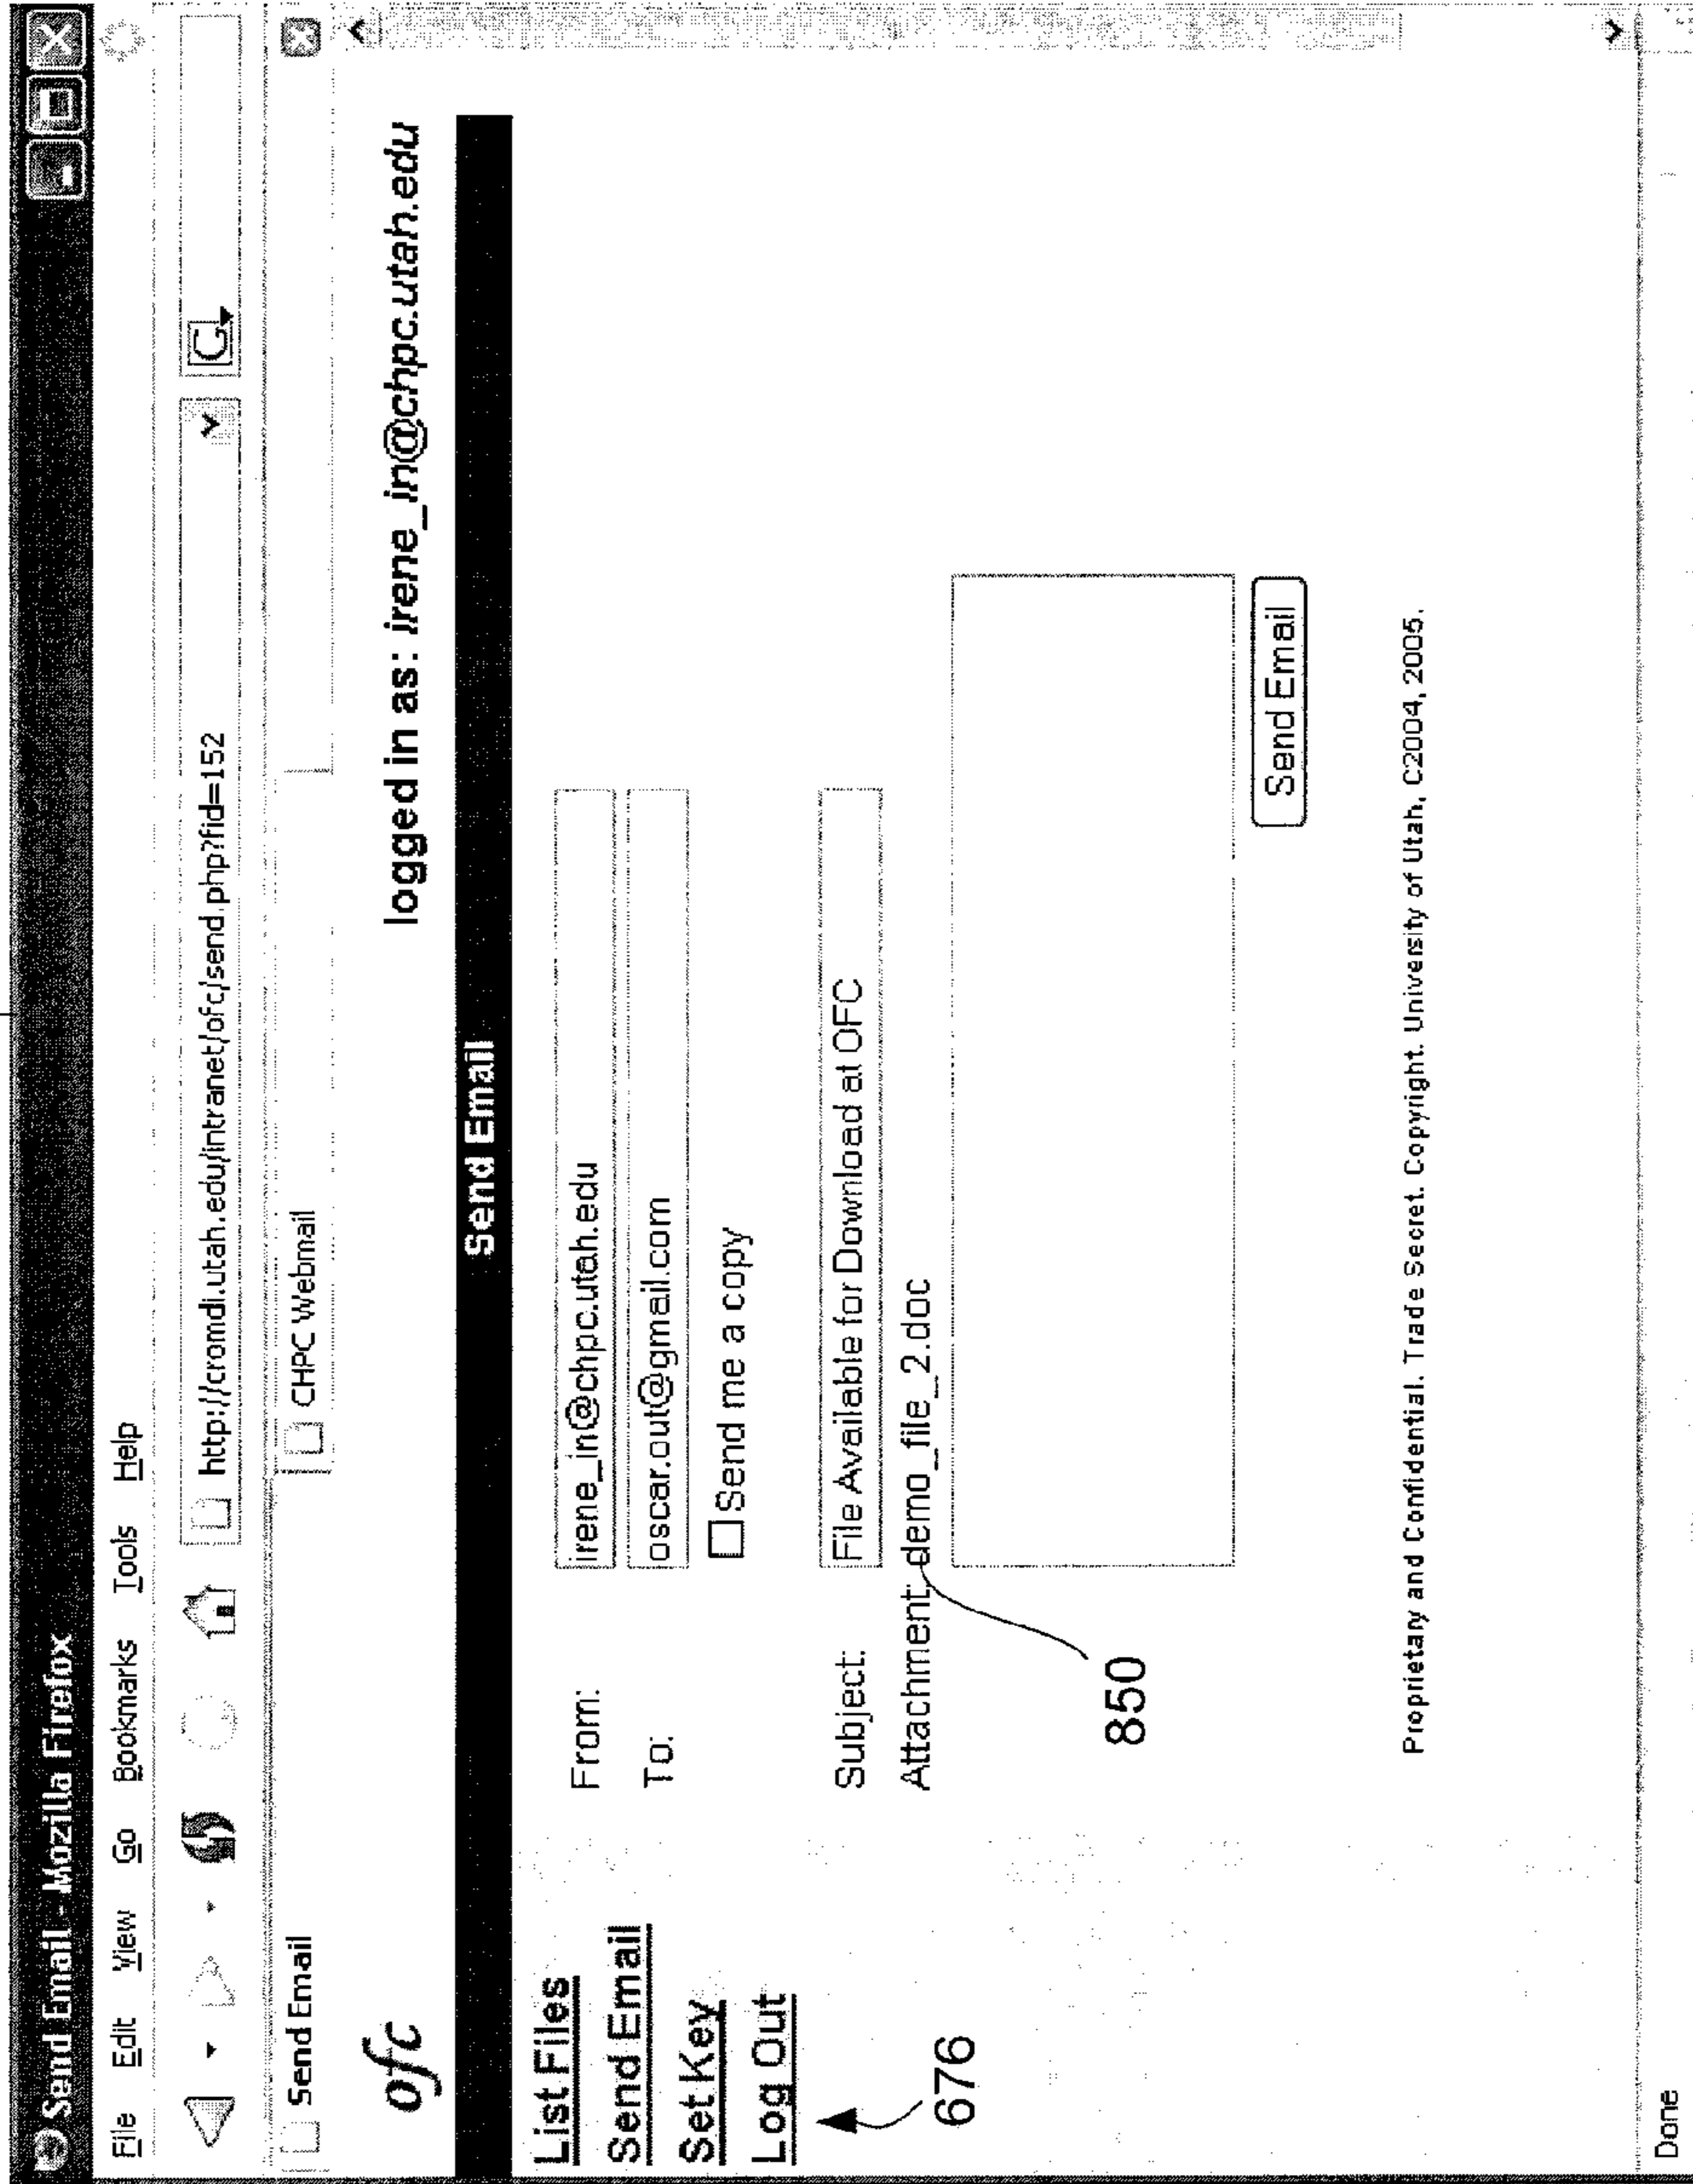 Send Email - Mozilla Firefox
File Edit View Go Bookmarks Tools Help
http://cromdi.utah.edu/intranet/ofc/send.php?fid=152
G
Send Email CHPC Webmail
ofc logged in as: irene_in@chpc.utah.edu
Send Email
List Files
Send Email
Set Key
Log Out
676
From: irene_in@chpc.utah.edu
To: oscar.out@gmail.com
Send me a copy
Subject: File Available for Download at OFC
Attachment: demo_file_2.doc
850
Send Email
Proprietary and Confidential. Trade Secret. Copyright. University of Utah, C2004, 2005.
Done